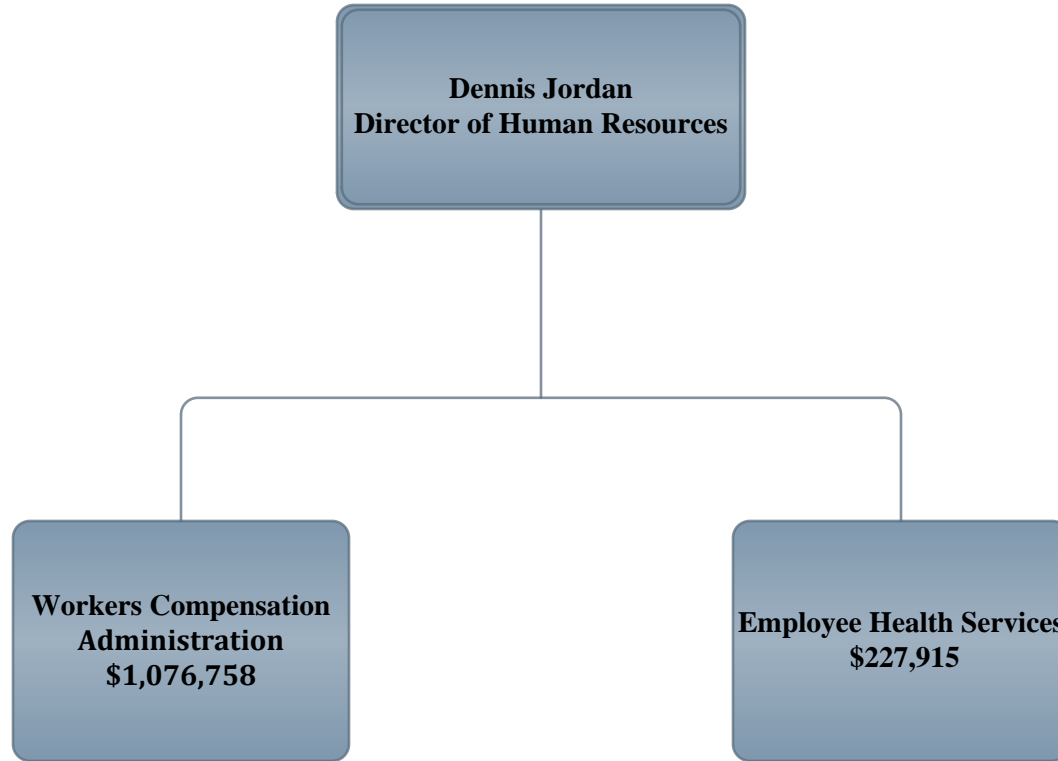 Dennis Jordan
Director of Human Resources
Workers Compensation
Administration
$1,076,758
Employee Health Services
$227,915